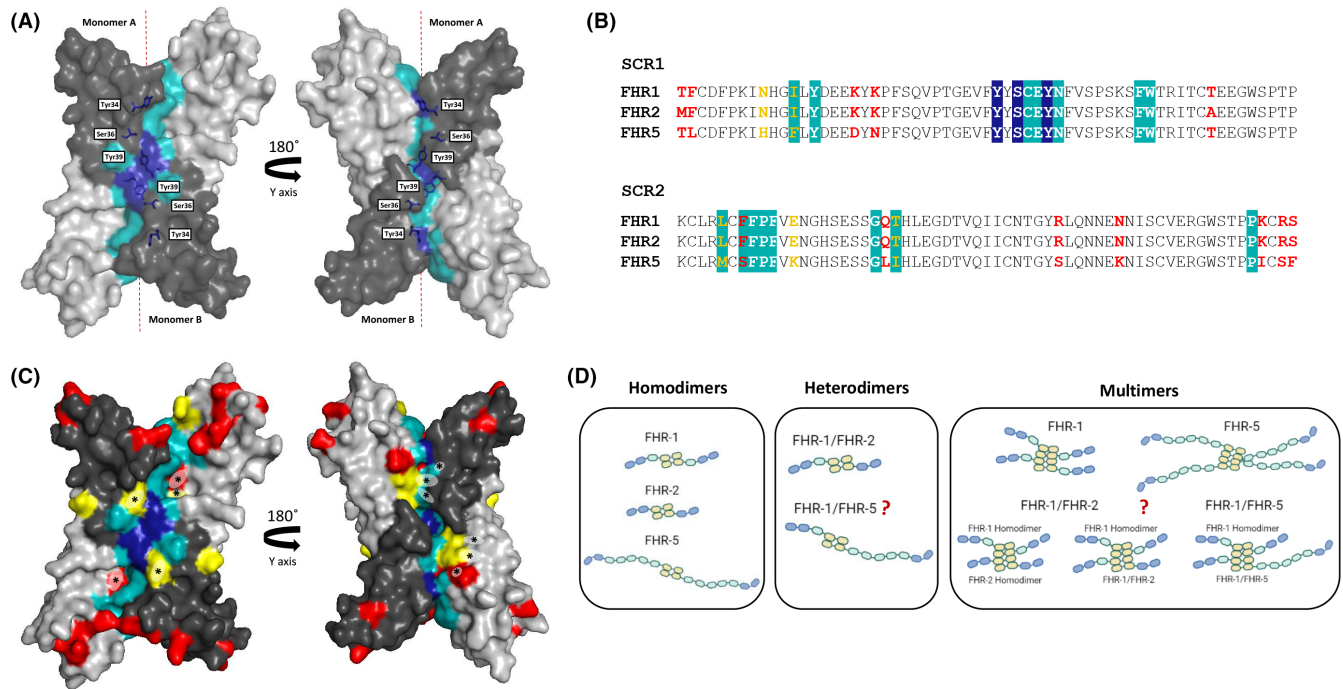 (A)
Monomer A
Monomer A
Tyr34
Ser36
Tyr39
Tyr39
Ser36
Tyr34
180°
Y axis
Tyr34
Ser36
Tyr39
Tyr39
Ser36
Tyr34
Monomer B
Monomer B
(B)
SCR1
FHR1 TFCDFPKINHGILYDEEKYKPFSQVPTGEVFYYSCEYNFVSPSKSFWTRITCTEEGWSPTP
FHR2 MFCDFPKINHGILYDEEKYKPFSQVPTGEVFYYSCEYNFVSPSKSFWTRITCAEEGWSPTP
FHR5 TLCDFPKIHHGFLYDEEDYNPFSQVPTGEVFYYSCEYNFVSPSKSFWTRITCTEEGWSPTP
SCR2
FHR1 KCLRLCFFPFVENGHSESSGQTHLEGDTVQIICNTGYRLQNNENNISCVERGWSTPPKCRS
FHR2 KCLRLCFFPFVENGHSESSGQTHLEGDTVQIICNTGYRLQNNENNISCVERGWSTPPKCRS
FHR5 KCLRMCSFPFVKNGHSESSGLIHLEGDTVQIICNTGYSLQNNEKNISCVERGWSTPPICSF
(C)
*
*
*
*
*
180°
Y axis
*
*
*
*
*
*
(D)
Homodimers
FHR-1
FHR-2
FHR-5
Heterodimers
FHR-1/FHR-2
FHR-1/FHR-5 ?
Multimers
FHR-1
FHR-5
FHR-1/FHR-2
?
FHR-1/FHR-5
FHR-1 Homodimer
FHR-2 Homodimer
FHR-1 Homodimer
FHR-1/FHR-2
FHR-1 Homodimer
FHR-1/FHR-5